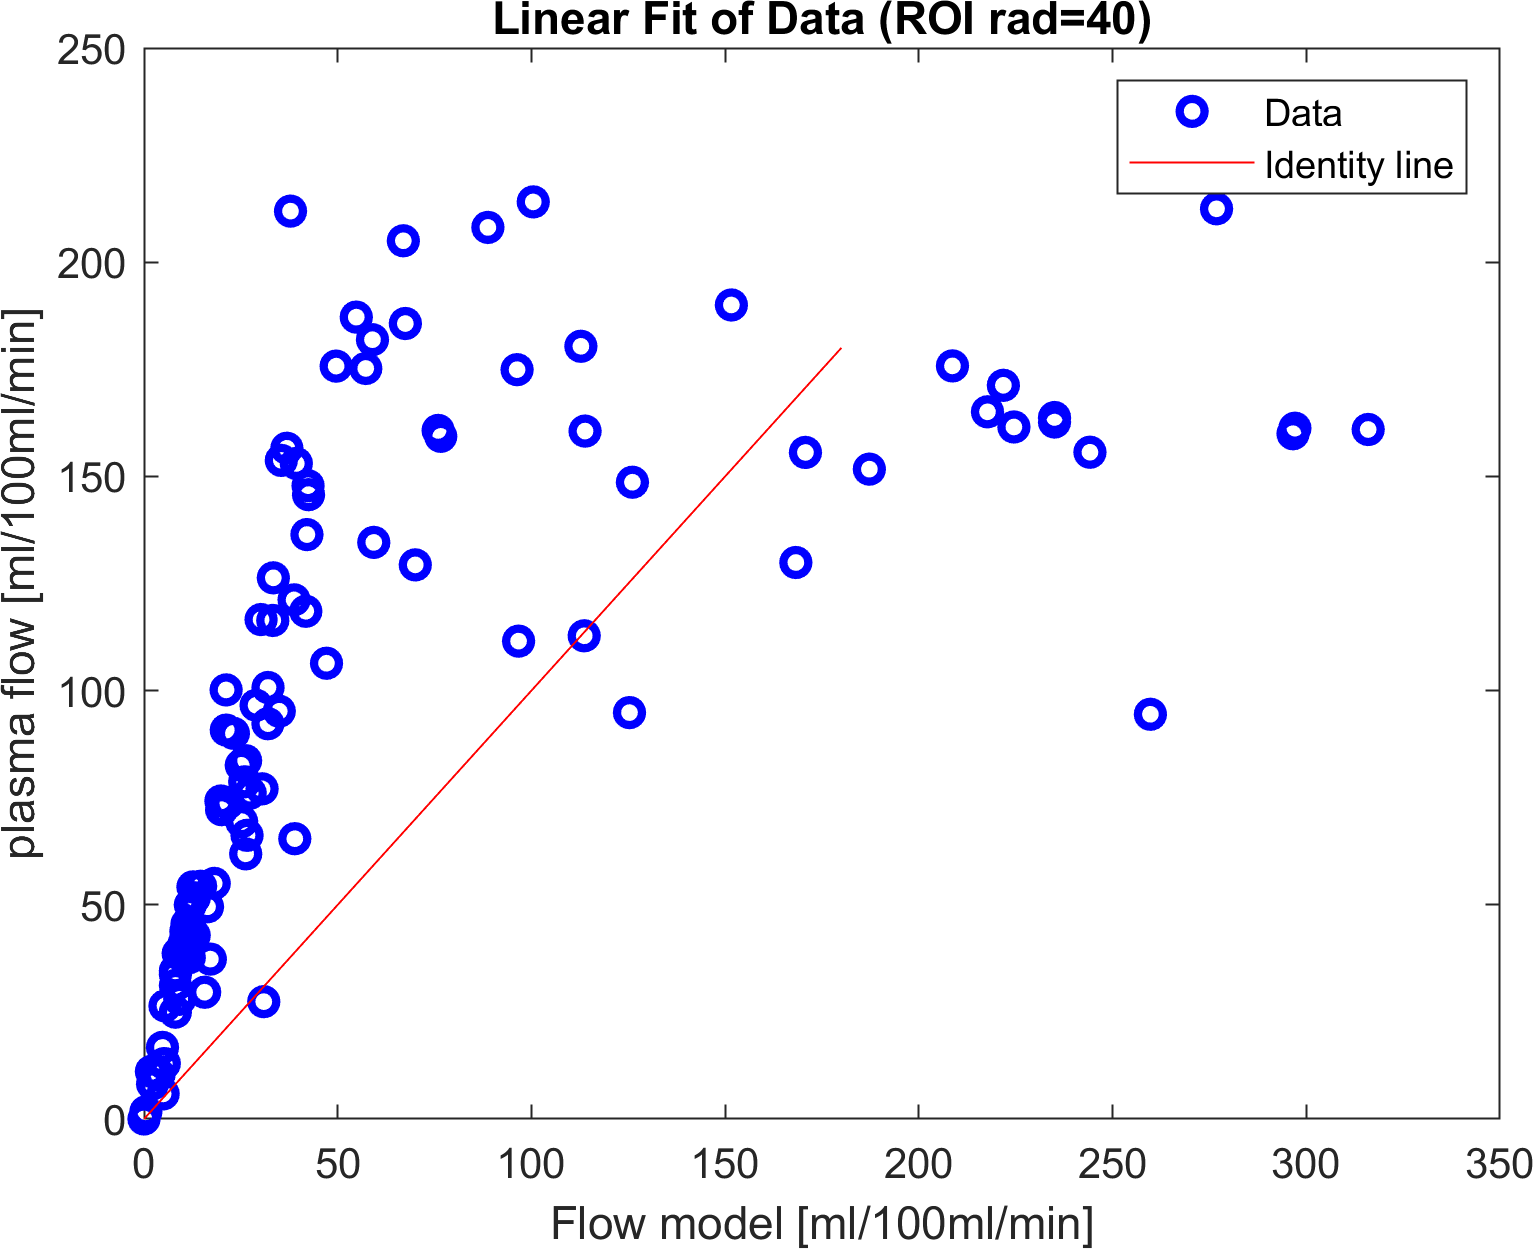 Linear Fit of Data (ROI rad=40)
250
200
150
100
50
0
plasma flow [ml/100ml/min]
Data
Identity line
0 50 100 150 200 250 300 350
Flow model [ml/100ml/min]